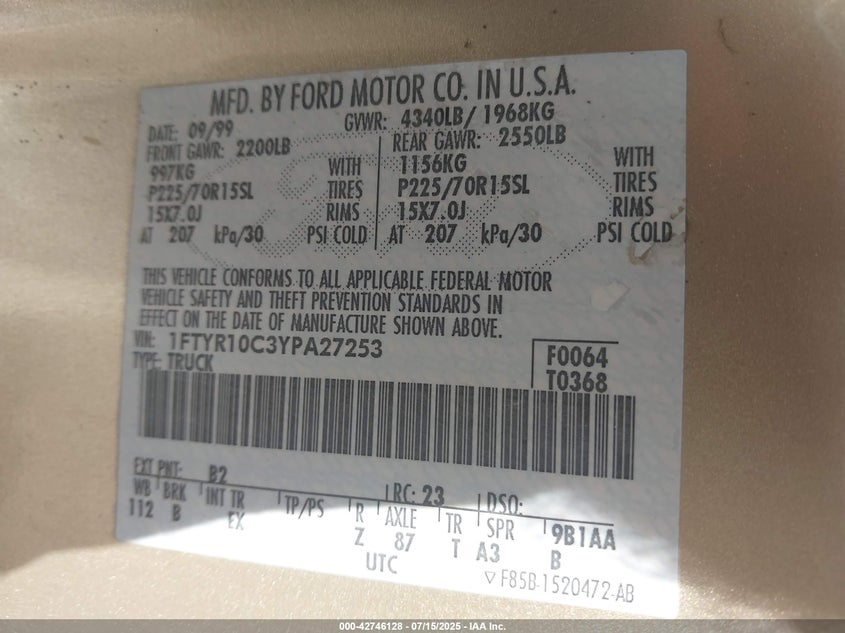 MFD. BY FORD MOTOR CO. IN U.S.A.
DATE: 09/99 GVWR: 4340LB/ 1968KG
FRONT GAWR: 2200LB REAR GAWR: 2550LB
997KG WITH 1156KG WITH
P225/70R15SL TIRES P225/70R15SL TIRES
15X7.0J RIMS 15X7.0J RIMS
AT 207 kPa/30 PSI COLD AT 207 kPa/30 PSI COLD
THIS VEHICLE CONFORMS TO ALL APPLICABLE FEDERAL MOTOR
VEHICLE SAFETY AND THEFT PREVENTION STANDARDS IN
EFFECT ON THE DATE OF MANUFACTURE SHOWN ABOVE.
VIN: 1FTYR10C3YPA27253 F0064
TYPE: TRUCK T0368
EXT PNT: B2 RC: 23 DSO:
WB BRK INT TR TP/PS R AXLE TR SPR 9B1AA
112 B EX Z 87 T A3 B
UTC ▽F85B-1520472-AB
000-42746128 - 07/15/2025 - IAA Inc.